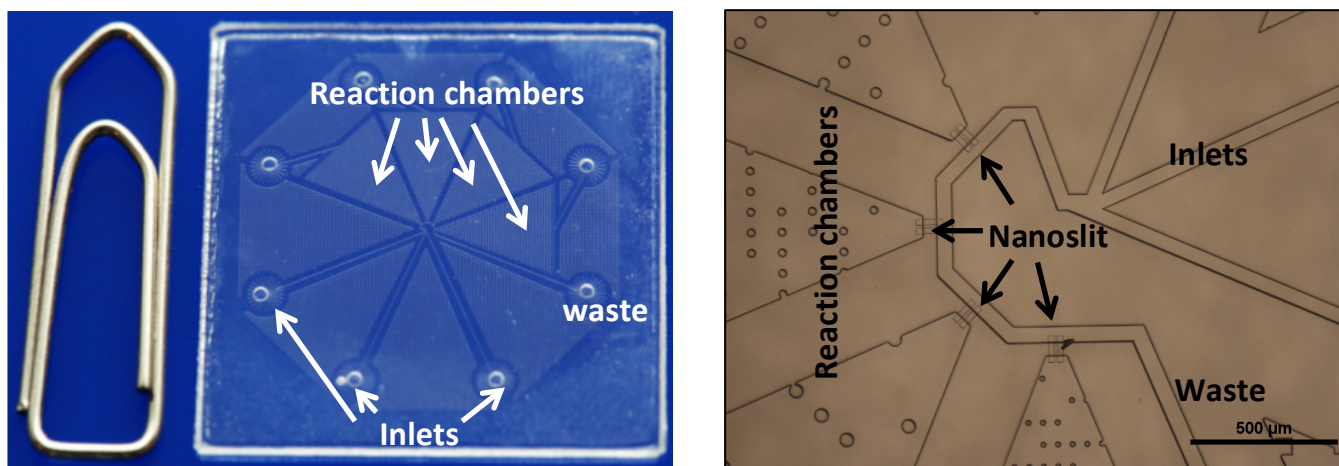 Reaction chambers
waste
Inlets
Reaction chambers
Inlets
Nanoslit
Waste
500 µm